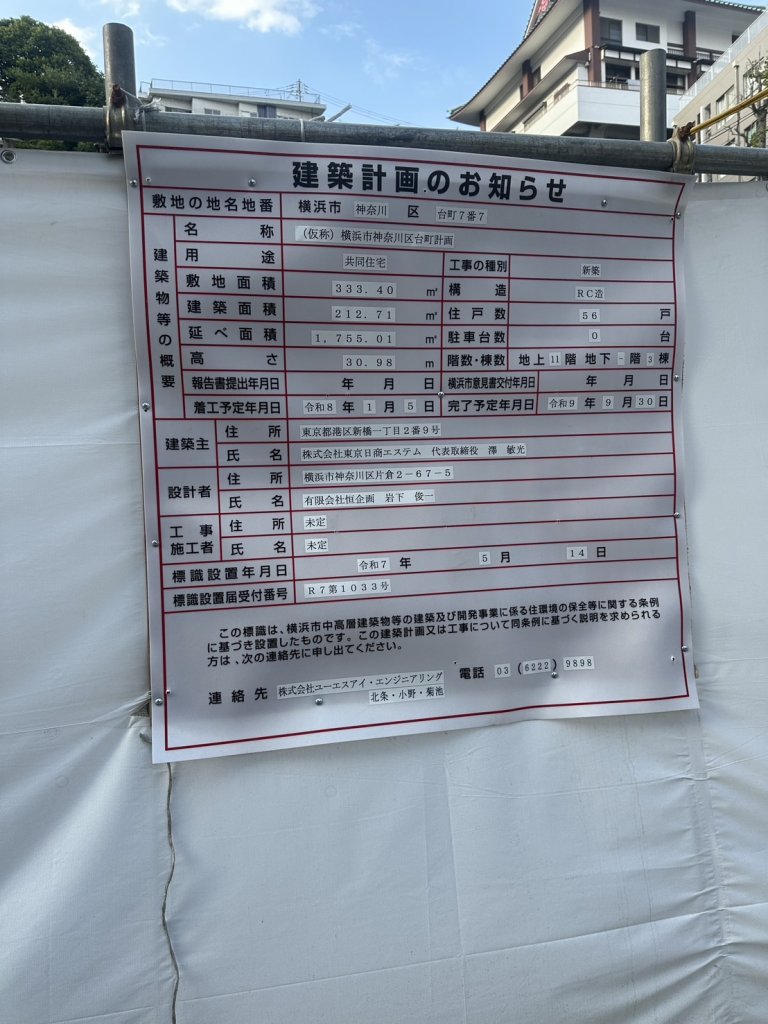 建築計画のお知らせ
敷地の地名地番 横浜市 神奈川 区 台町7番7
建築物等の概要
名称 (仮称)横浜市神奈川区台町計画
用途 共同住宅 工事の種別 新築
敷地面積 333.40 ㎡ 構造 RC造
建築面積 212.71 ㎡ 住戸数 56 戸
延べ面積 1,755.01 ㎡ 駐車台数 0 台
高さ 30.98 m 階数・棟数 地上 11 階 地下 - 階 3 棟
報告書提出年月日 年 月 日 横浜市意見書交付年月日 年 月 日
着工予定年月日 令和8 年 1 月 5 日 完了予定年月日 令和9 年 9 月 30 日
建築主 住所 東京都港区新橋一丁目2番9号
氏名 株式会社東京日商エステム 代表取締役 澤 敏光
設計者 住所 横浜市神奈川区片倉2-67-5
氏名 有限会社恒企画 岩下 俊一
工事施工者 住所 未定
氏名 未定
標識設置年月日 令和7 年 5 月 14 日
標識設置届受付番号 R7第1033号
この標識は、横浜市中高層建築物等の建築及び開発事業に係る住環境の保全等に関する条例
に基づき設置したものです。この建築計画又は工事について同条例に基づく説明を求められる
方は、次の連絡先に申し出てください。
連絡先 株式会社ユーエスアイ・エンジニアリング 電話 03 (6222) 9898
北条・小野・菊池